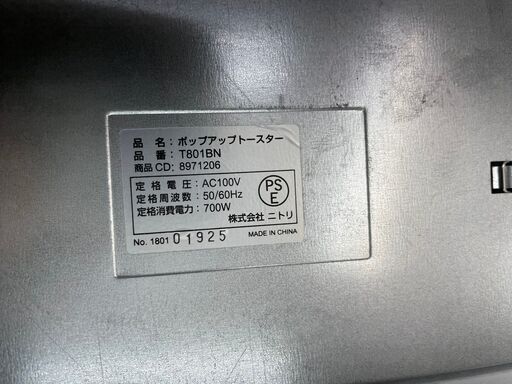 品 名: ポップアップトースター
品 番: T801BN
商品CD: 8971206
定 格 電 圧: AC100V
定格周波数: 50/60Hz
定格消費電力: 700W
PS
E
株式会社 ニトリ
No. 1801 01925 MADE IN CHINA